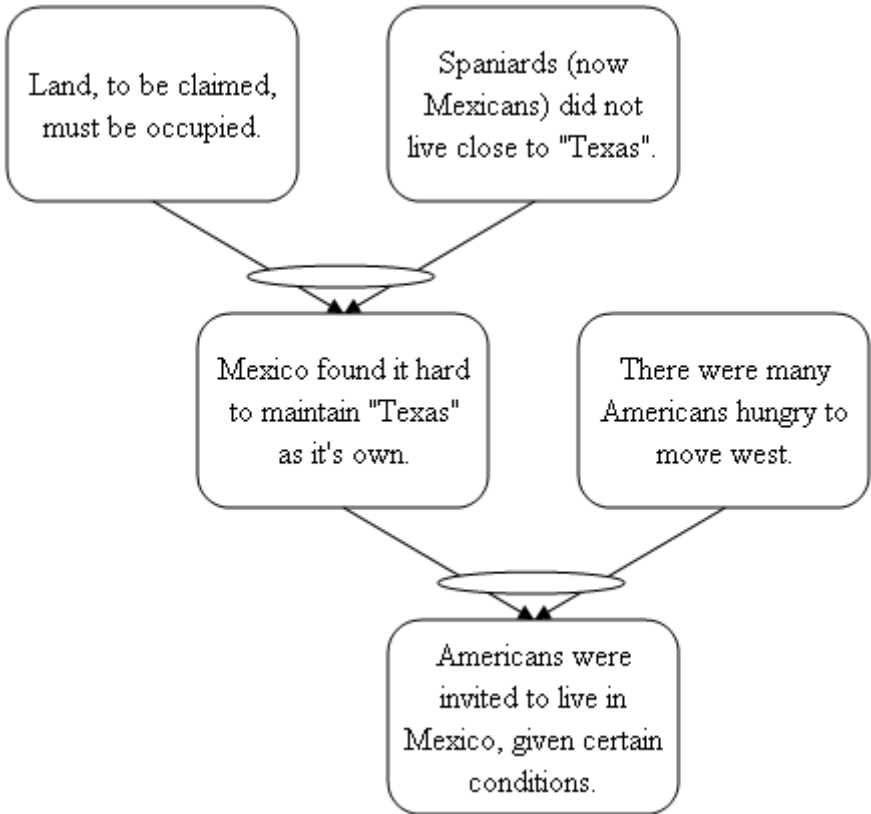 Land, to be claimed,
must be occupied.
Spaniards (now
Mexicans) did not
live close to "Texas".
Mexico found it hard
to maintain "Texas"
as it's own.
There were many
Americans hungry to
move west.
Americans were
invited to live in
Mexico, given certain
conditions.